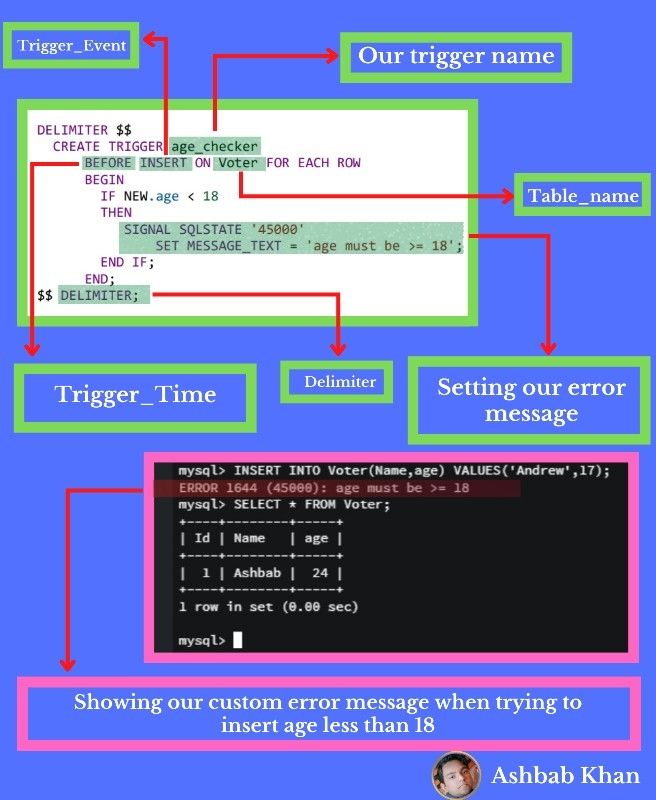 Trigger_Event
Our trigger name
DELIMITER $$
CREATE TRIGGER age_checker
BEFORE INSERT ON Voter FOR EACH ROW
BEGIN
IF NEW.age < 18
THEN
SIGNAL SQLSTATE '45000'
SET MESSAGE_TEXT = 'age must be >= 18';
END IF;
END;
$$ DELIMITER;
Table_name
Trigger_Time
Delimiter
Setting our error
message
mysql> INSERT INTO Voter(Name,age) VALUES('Andrew',17);
ERROR 1644 (45000): age must be >= 18
mysql> SELECT * FROM Voter;
+----+--------+-----+
| Id | Name   | age |
+----+--------+-----+
|  1 | Ashbab |  24 |
+----+--------+-----+
1 row in set (0.00 sec)
mysql>
Showing our custom error message when trying to
insert age less than 18
Ashbab Khan